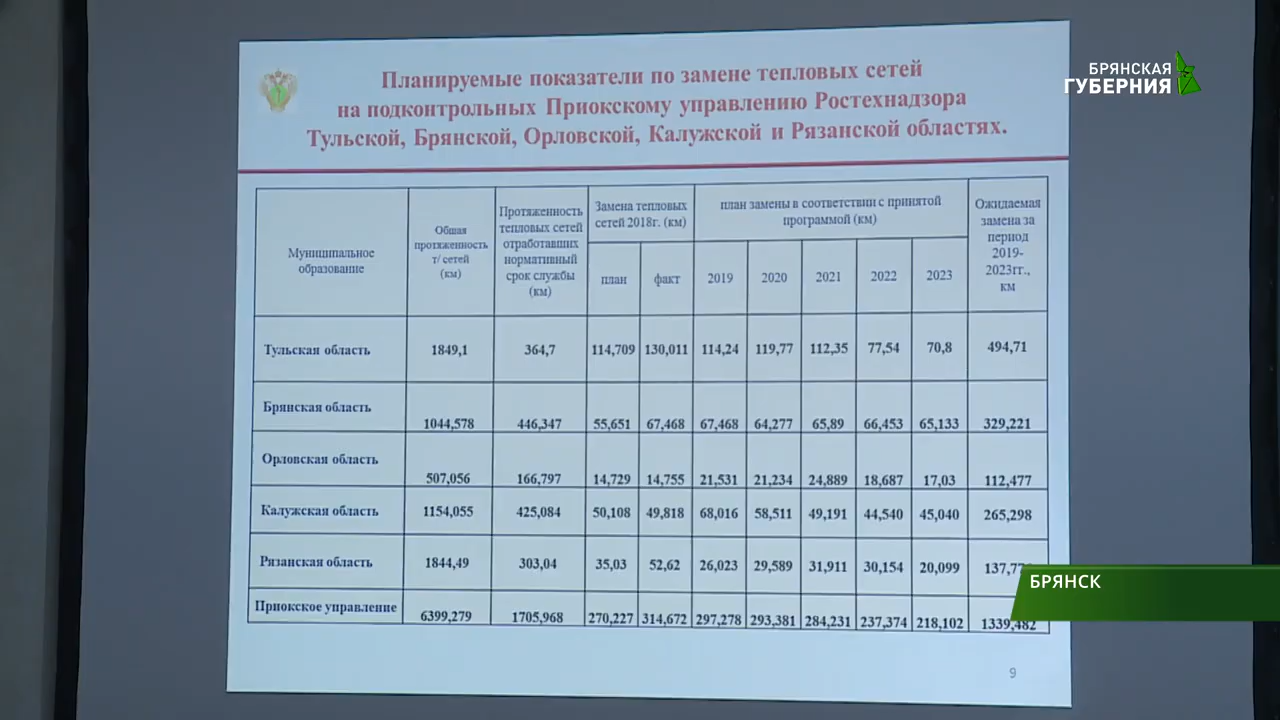 Планируемые показатели по замене тепловых сетей
на подконтрольных Приокскому управлению Ростехнадзора
Тульской, Брянской, Орловской, Калужской и Рязанской областях.
БРЯНСКАЯ
ГУБЕРНИЯ
Муниципальное
образование
Общая
протяженность
т/ сетей
(км)
Протяженность
тепловых сетей
отработавших
нормативный
срок службы
(км)
Замена тепловых
сетей 2018г. (км)
план факт
план замены в соответствии с принятой
программой (км)
2019 2020 2021 2022 2023
Ожидаемая
замена за
период
2019-
2023гг.,
км
Тульская область 1849,1 364,7 114,709 130,011 114,24 119,77 112,35 77,54 70,8 494,71
Брянская область 1044,578 446,347 55,651 67,468 67,468 64,277 65,89 66,453 65,133 329,221
Орловская область 507,056 166,797 14,729 14,755 21,531 21,234 24,889 18,687 17,03 112,477
Калужская область 1154,055 425,084 50,108 49,818 68,016 58,511 49,191 44,540 45,040 265,298
Рязанская область 1844,49 303,04 35,03 52,62 26,023 29,589 31,911 30,154 20,099
Приокское управление 6399,279 1705,968 270,227 314,672 297,278 293,381 284,231 237,374 218,102 1339,482
БРЯНСК
9